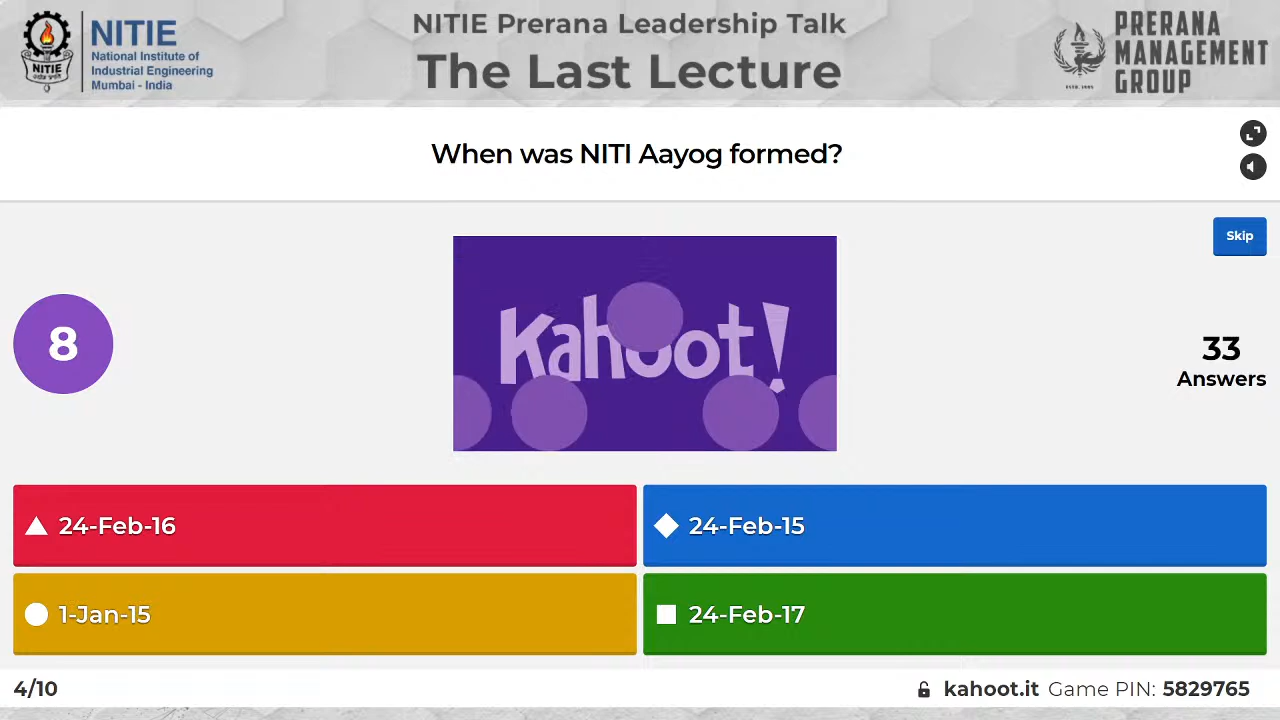 NITIE
National Institute of
Industrial Engineering
Mumbai - India
NITIE
NITIE Prerana Leadership Talk
The Last Lecture
PRERANA
MANAGEMENT
GROUP
When was NITI Aayog formed?
Skip
8
Kahoot!
33
Answers
24-Feb-16
24-Feb-15
1-Jan-15
24-Feb-17
4/10
kahoot.it Game PIN: 5829765